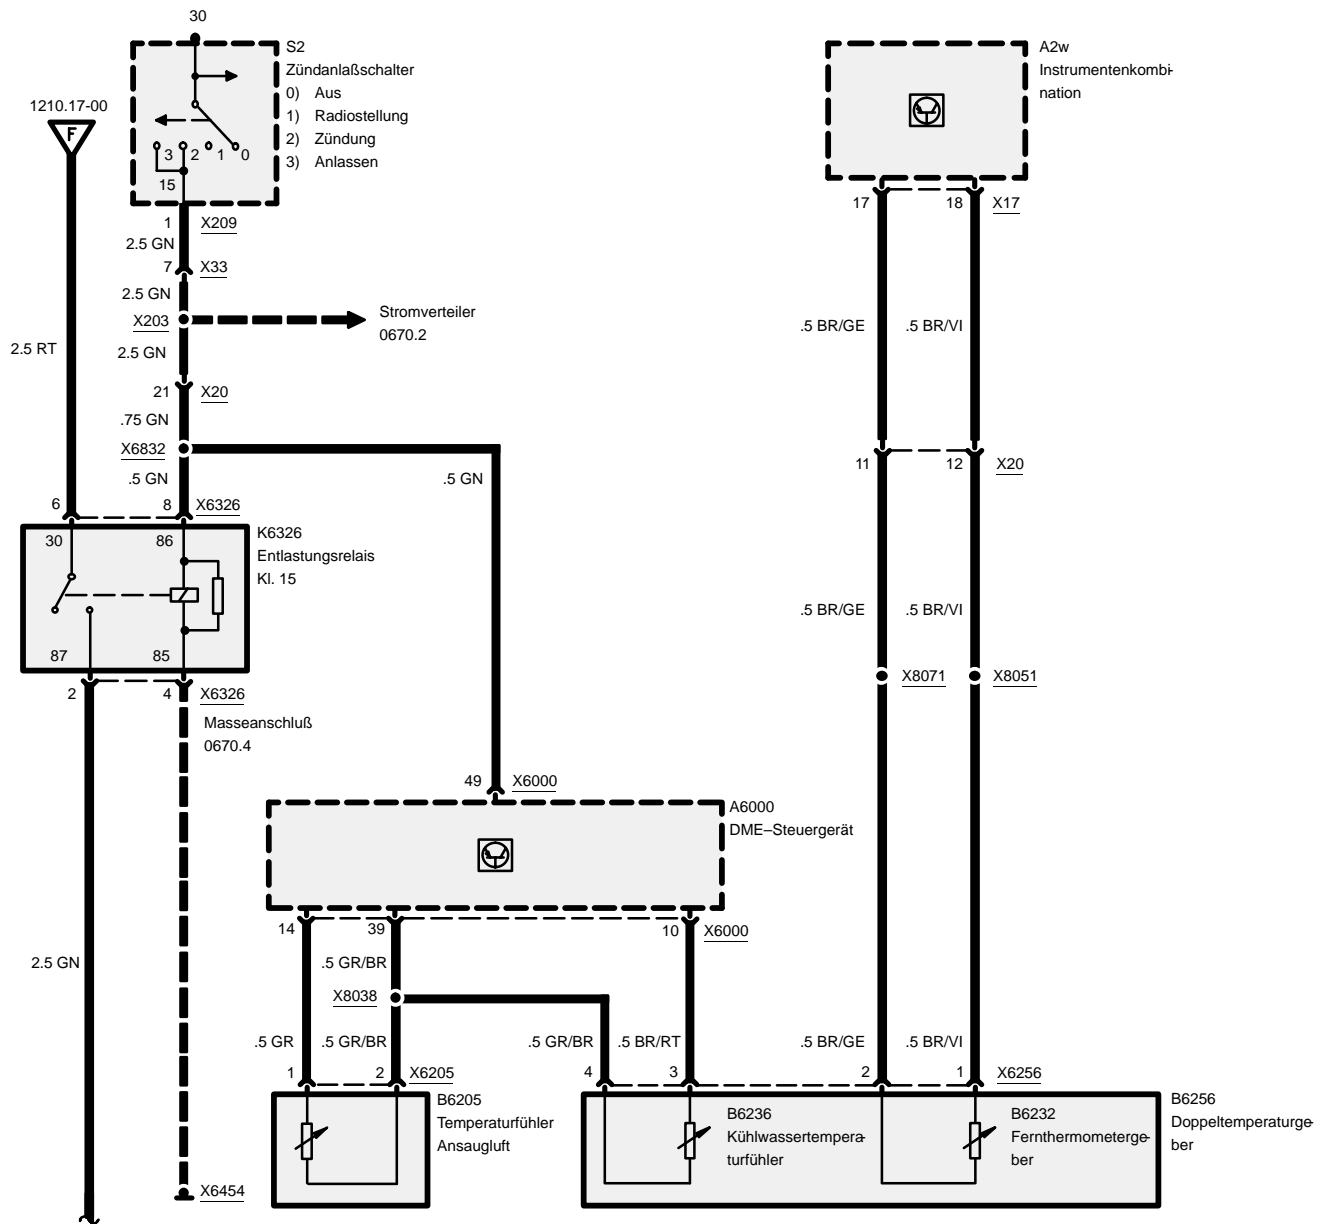 30
S2
Zündanlaßschalter
0) Aus
1) Radiostellung
2) Zündung
3) Anlassen
1210.17-00
F
3 2 1 0
15
1 X209
2.5 GN
7 X33
2.5 GN
X203
Stromverteiler
0670.2
2.5 RT
2.5 GN
21 X20
.75 GN
X6832
.5 GN
.5 GN
6 8 X6326
30 86
K6326
Entlastungsrelais
Kl. 15
87 85
2 4 X6326
Masseanschluß
0670.4
2.5 GN
X6454
A2w
Instrumentenkombi-
nation
17 18 X17
.5 BR/GE .5 BR/VI
11 12 X20
.5 BR/GE .5 BR/VI
X8071 X8051
49 X6000
A6000
DME–Steuergerät
14 39 10 X6000
.5 GR/BR
X8038
.5 GR .5 GR/BR .5 GR/BR .5 BR/RT .5 BR/GE .5 BR/VI
1 2 X6205 4 3 2 1 X6256
B6205
Temperaturfühler
Ansaugluft
B6236
Kühlwassertempera-
turfühler
B6232
Fernthermometerge-
ber
B6256
Doppeltemperaturge-
ber